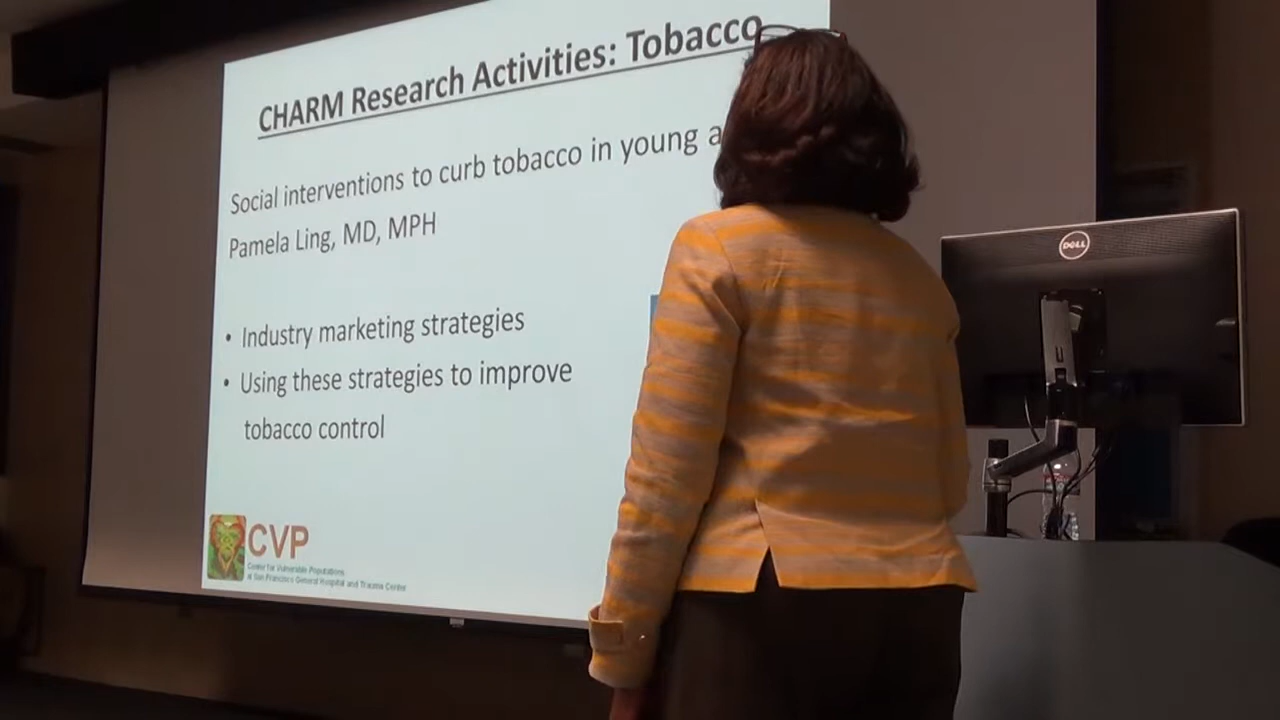 CHARM Research Activities: Tobacco
Social interventions to curb tobacco in young a
Pamela Ling, MD, MPH
• Industry marketing strategies
• Using these strategies to improve
tobacco control
CVP
Center for Vulnerable Populations
at San Francisco General Hospital and Trauma Center
DELL